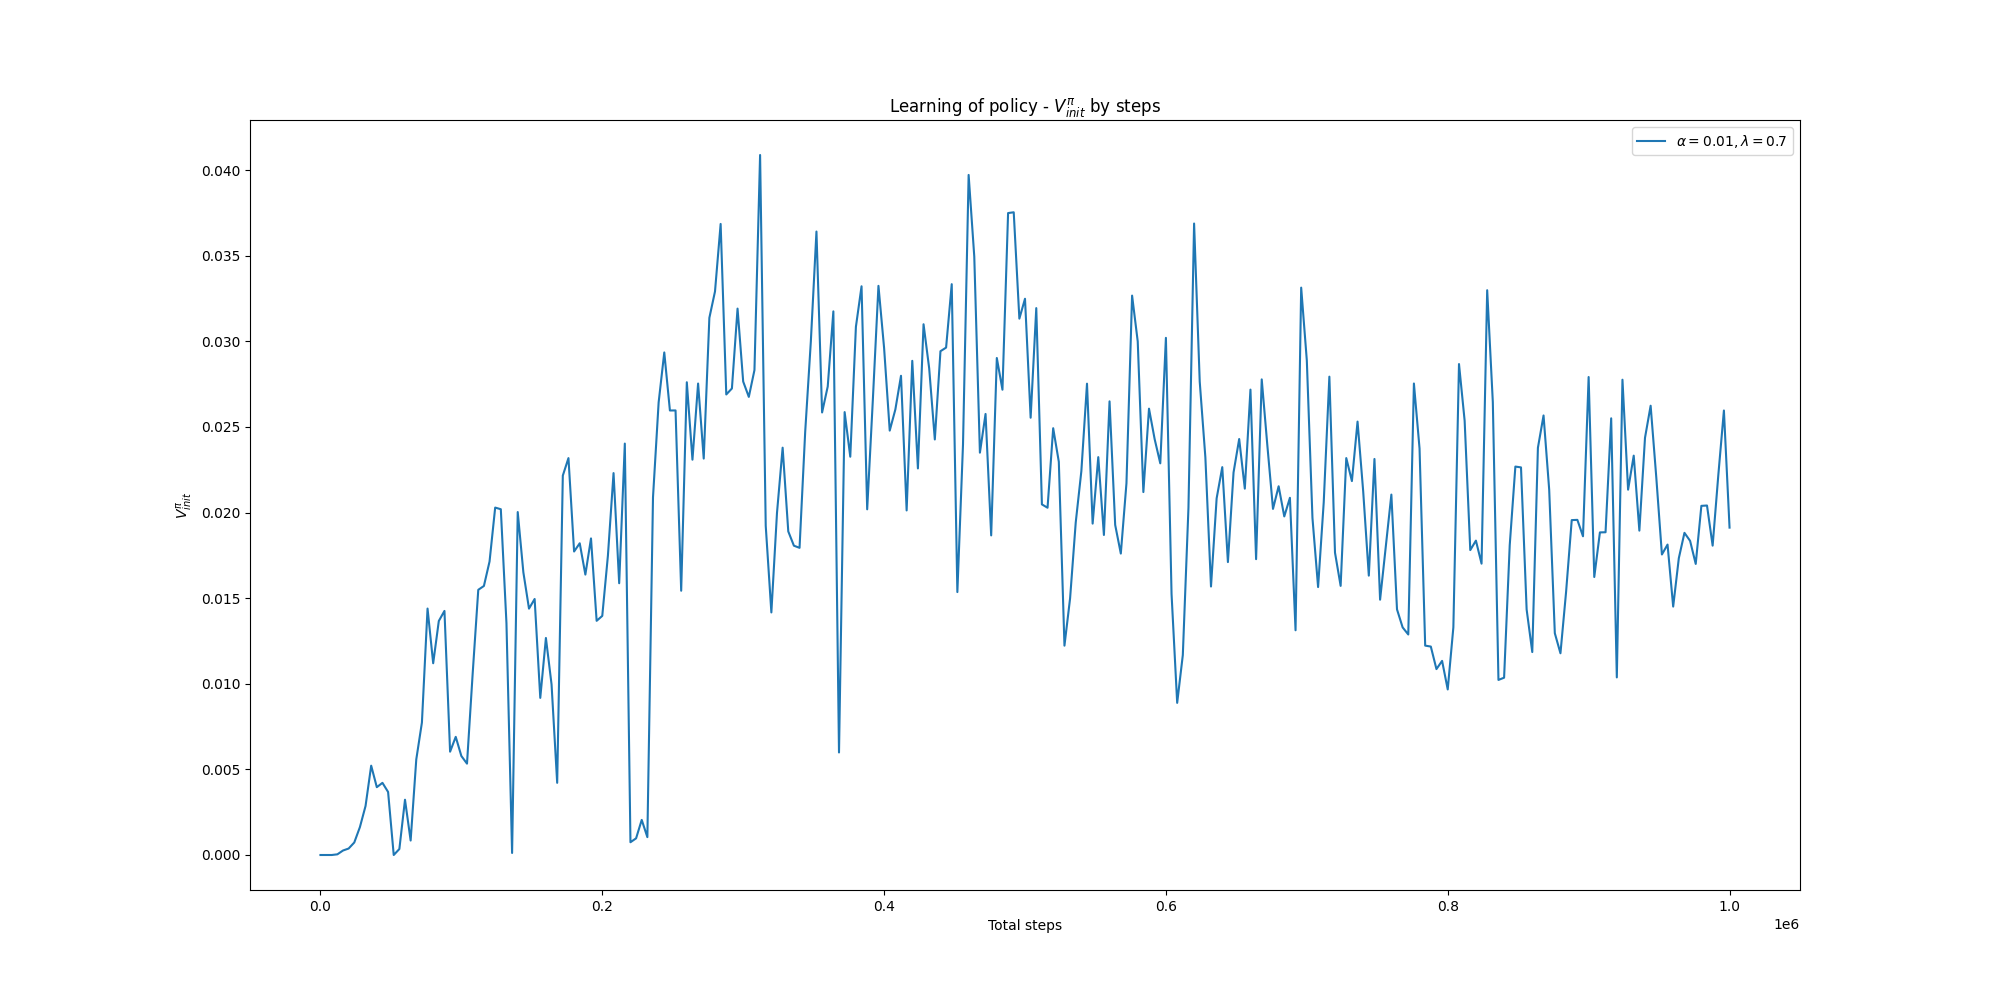 Learning of policy - $V_{init}^{\pi}$ by steps
α = 0.01, λ = 0.7
0.040
0.035
0.030
0.025
0.020
0.015
0.010
0.005
0.000
$V_{init}^{\pi}$
0.0 0.2 0.4 0.6 0.8 1.0
1e6
Total steps